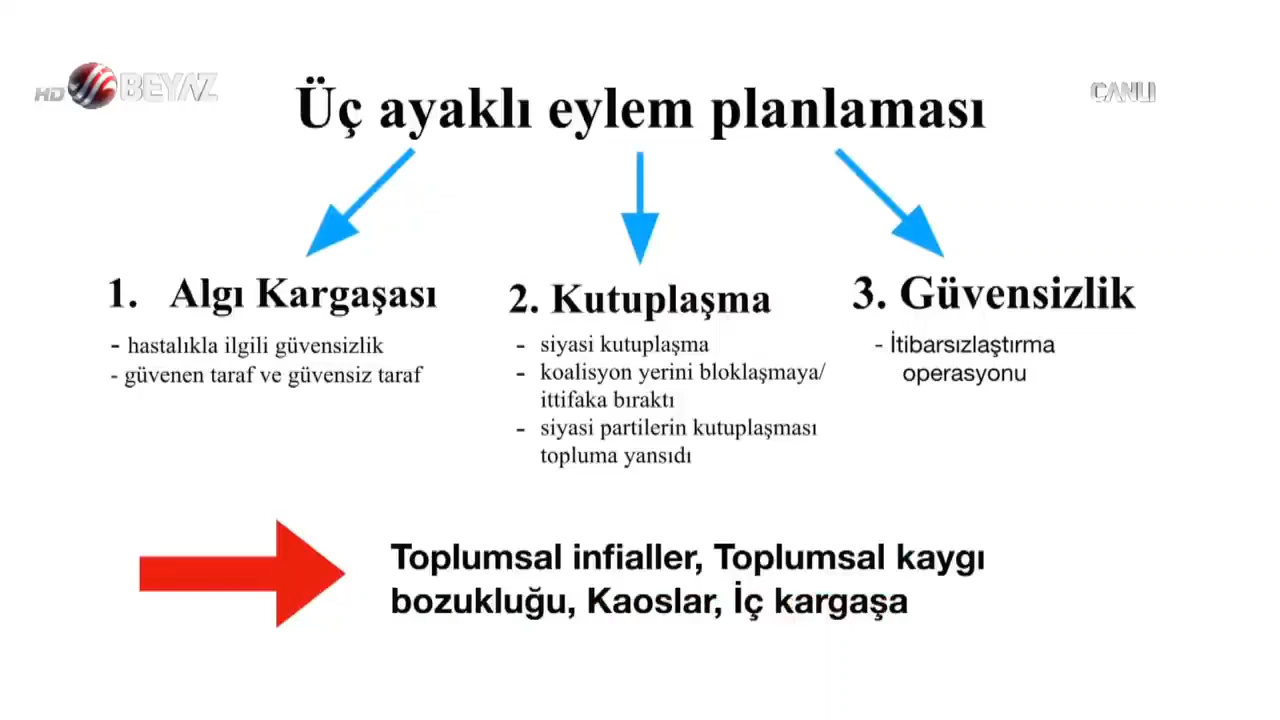 HD BEYAZ
CANLI
Üç ayaklı eylem planlaması
1. Algı Kargaşası
- hastalıkla ilgili güvensizlik
- güvenen taraf ve güvensiz taraf
2. Kutuplaşma
- siyasi kutuplaşma
- koalisyon yerini bloklaşmaya/
ittifaka bıraktı
- siyasi partilerin kutuplaşması
topluma yansıdı
3. Güvensizlik
- İtibarsızlaştırma
operasyonu
Toplumsal infialler, Toplumsal kaygı
bozukluğu, Kaoslar, İç kargaşa